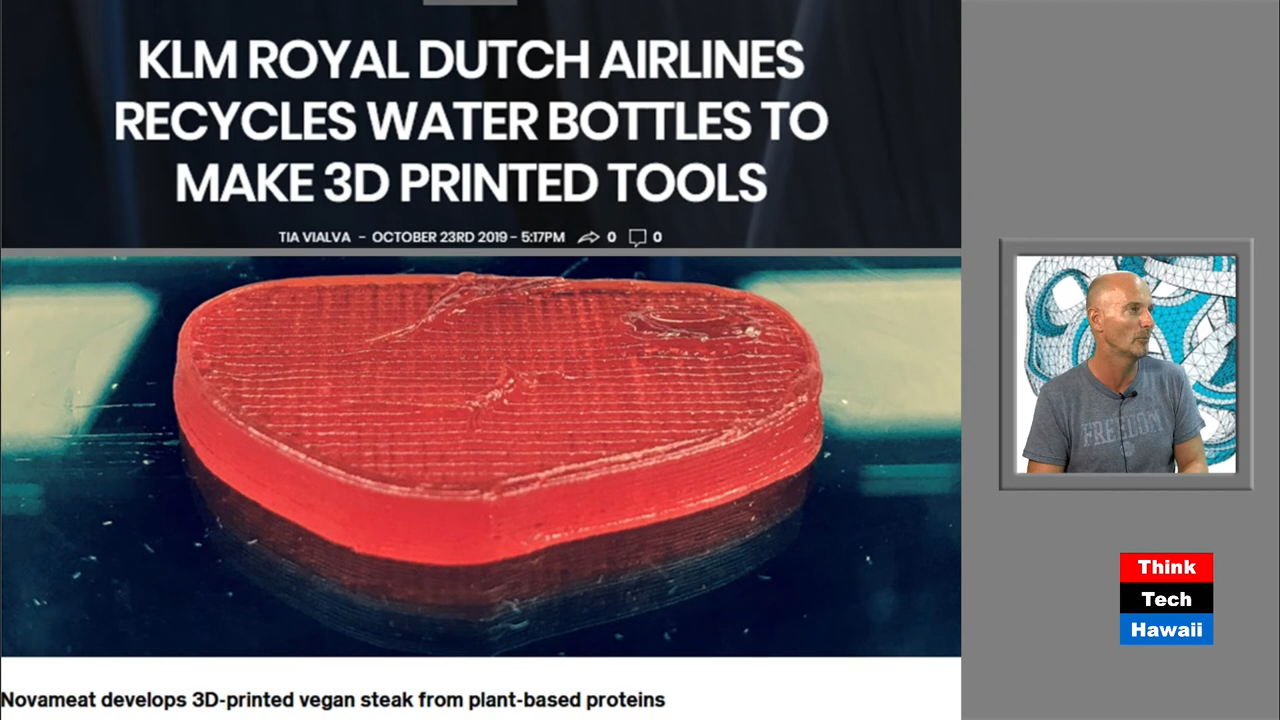 KLM ROYAL DUTCH AIRLINES
RECYCLES WATER BOTTLES TO
MAKE 3D PRINTED TOOLS
TIA VIALVA – OCTOBER 23RD 2019 – 5:17PM 0 0
FREEDOM
Think
Tech
Hawaii
Novameat develops 3D-printed vegan steak from plant-based proteins